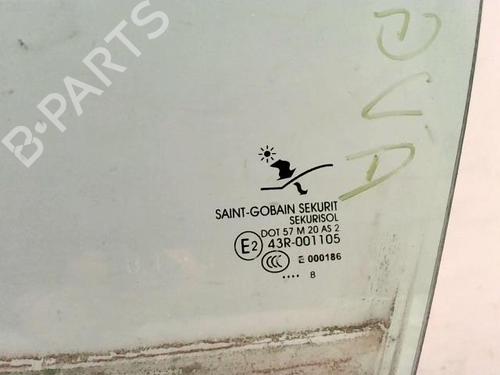 B-PARTS
SAINT-GOBAIN SEKURIT
SEKURISOL
DOT 57 M 20 AS 2
E2 43R-001105
CCC E 000186
.... 8